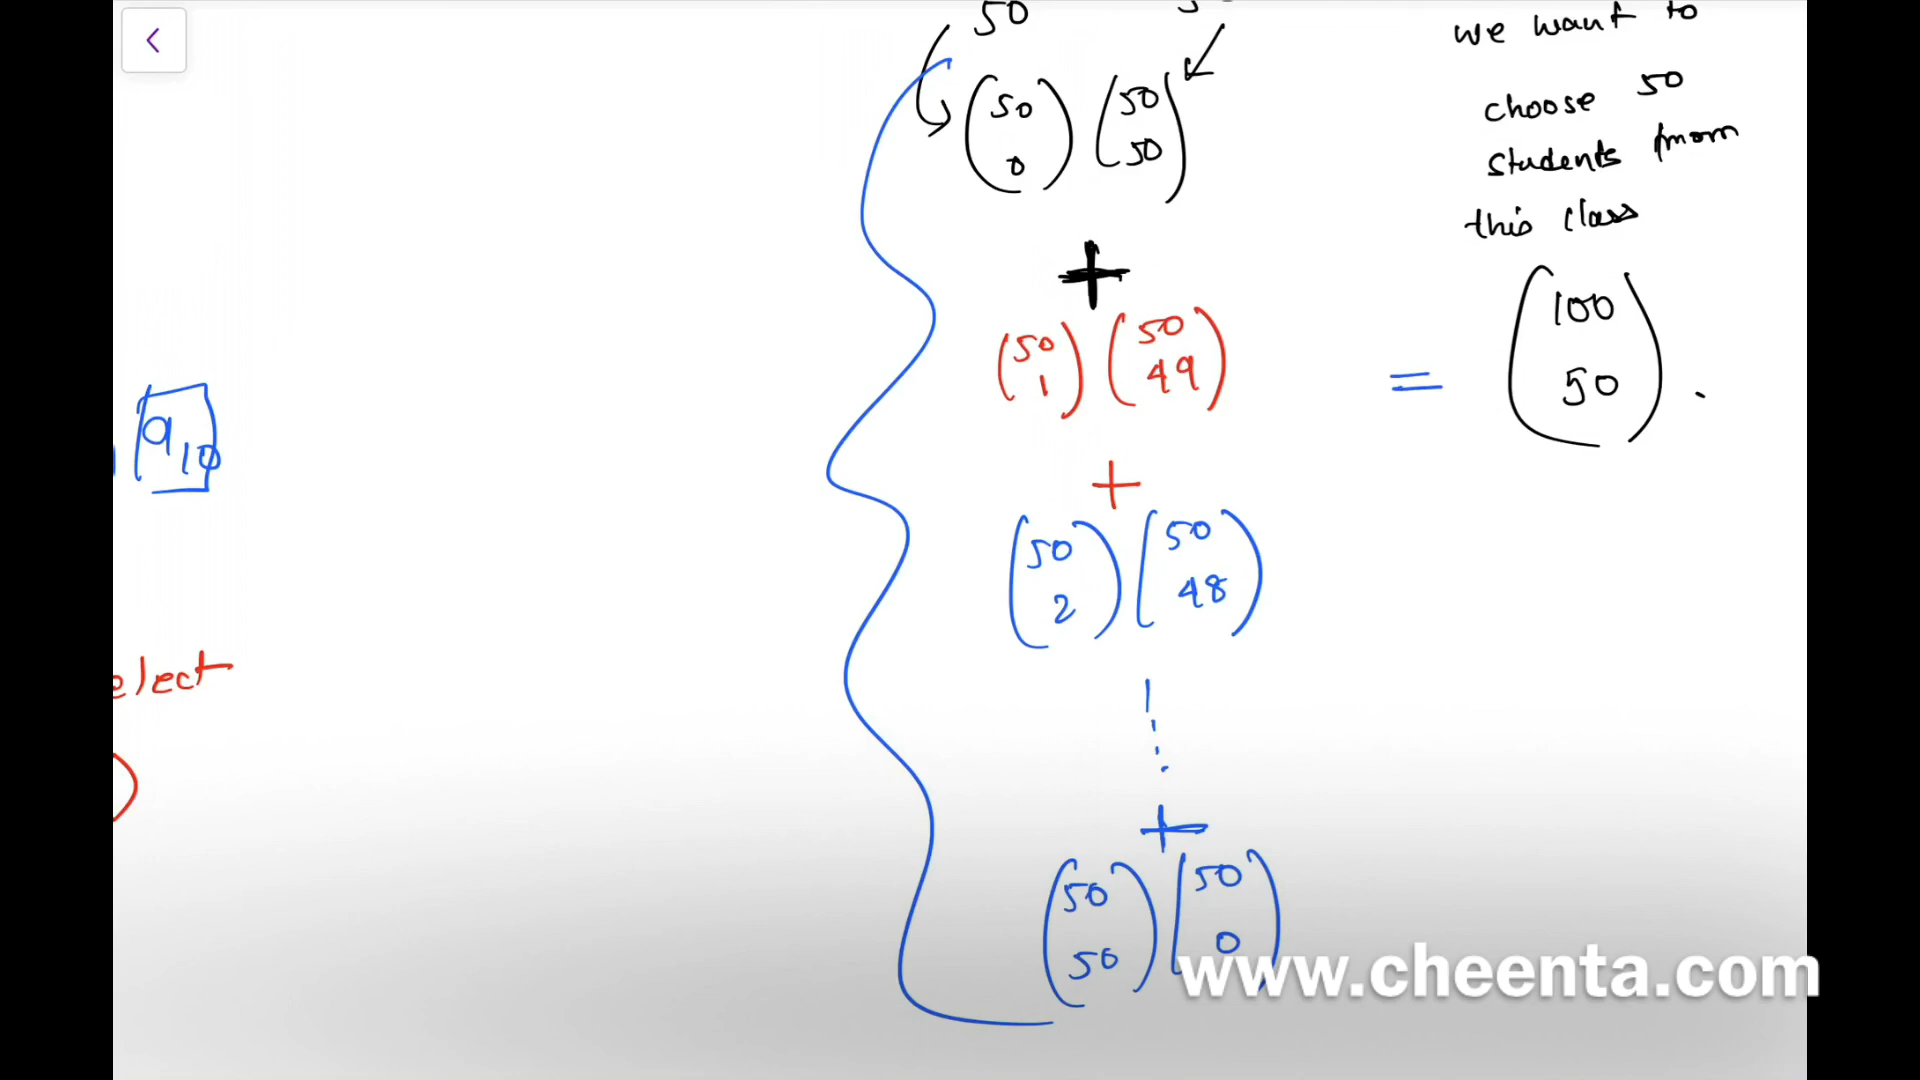 50
(50 0) (50 50)
+
(50 1) (50 49)
+
(50 2) (50 48)
+
(50 50) (50 0)
we want to
choose 50
students from
this class
= (100 50) .
a10
elect
www.cheenta.com